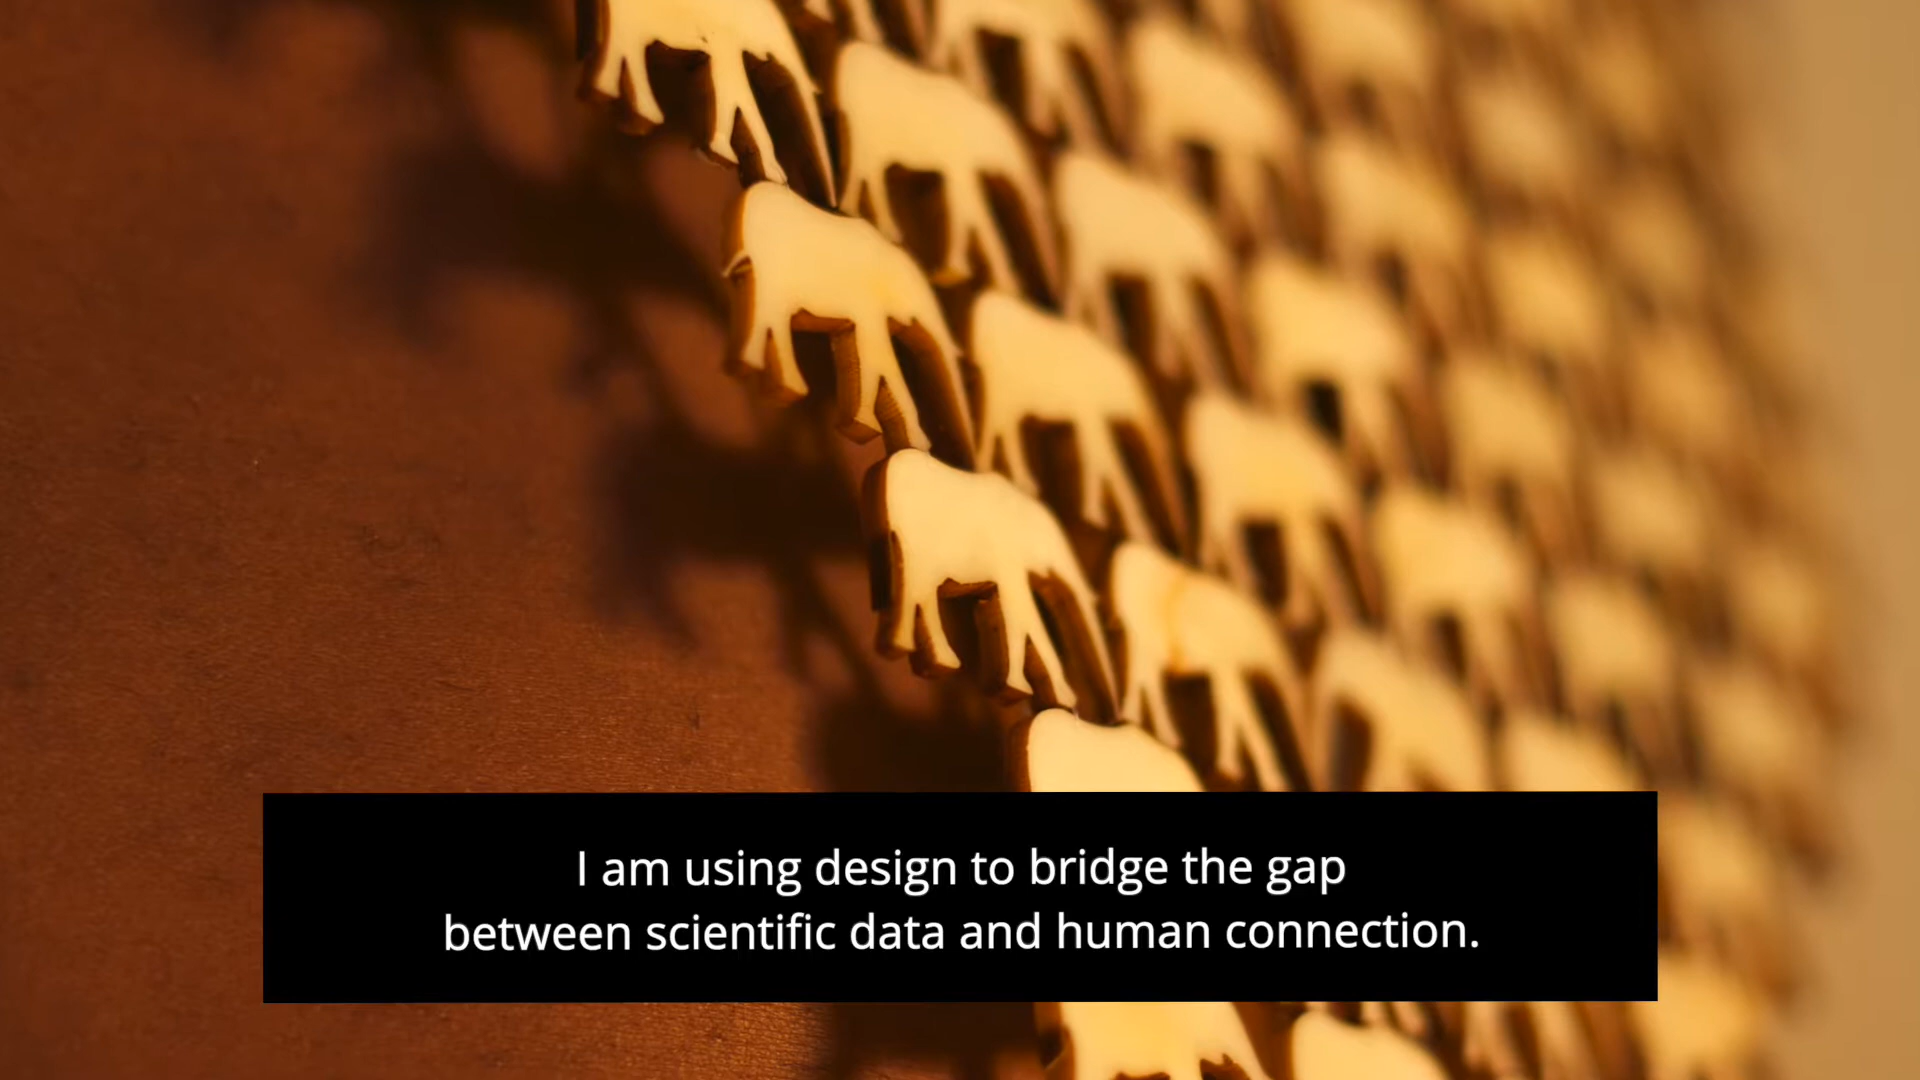 I am using design to bridge the gap
between scientific data and human connection.